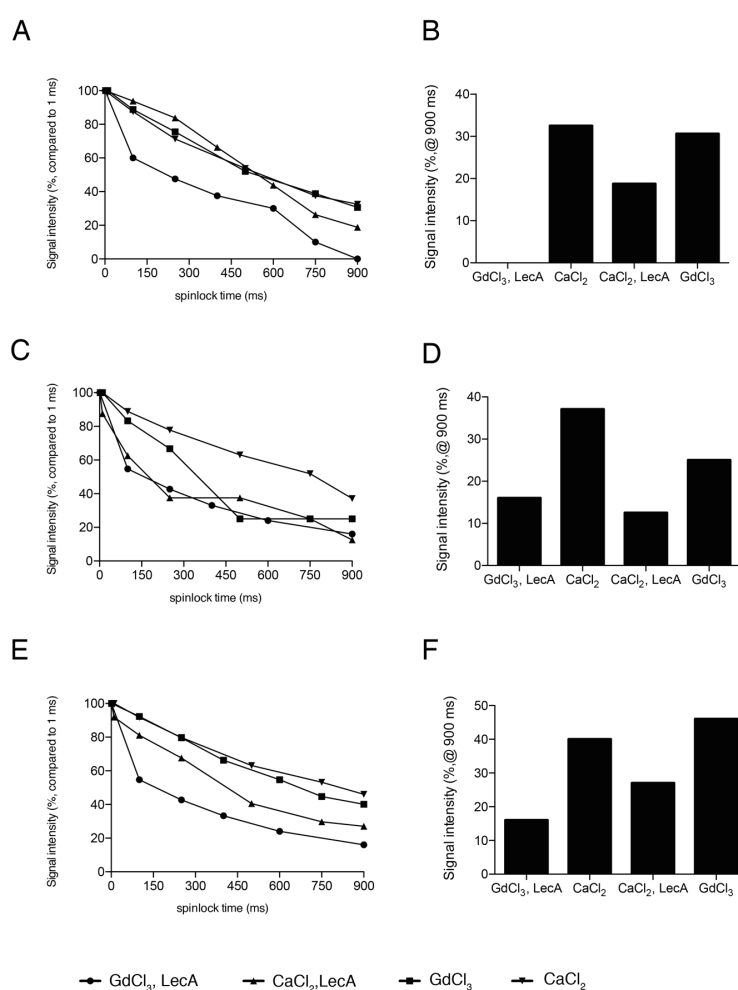 A
Signal intensity (%, compared to 1 ms)
100
80
60
40
20
0
0 150 300 450 600 750 900
spinlock time (ms)
B
Signal intensity (%,@ 900 ms)
40
30
20
10
0
GdCl3, LecA CaCl2 CaCl2, LecA GdCl3
C
Signal intensity (%, compared to 1 ms)
100
80
60
40
20
0
0 150 300 450 600 750 900
spinlock time (ms)
D
Signal intensity (%,@ 900 ms)
40
30
20
10
0
GdCl3, LecA CaCl2 CaCl2, LecA GdCl3
E
Signal intensity (%, compared to 1 ms)
100
80
60
40
20
0
0 150 300 450 600 750 900
spinlock time (ms)
F
Signal intensity (%,@ 900 ms)
50
40
30
20
10
0
GdCl3, LecA CaCl2 CaCl2, LecA GdCl3
GdCl3, LecA CaCl2,LecA GdCl3 CaCl2